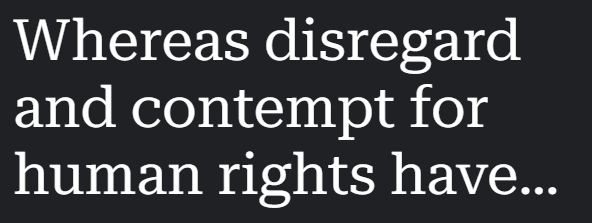 Whereas disregard
and contempt for
human rights have...